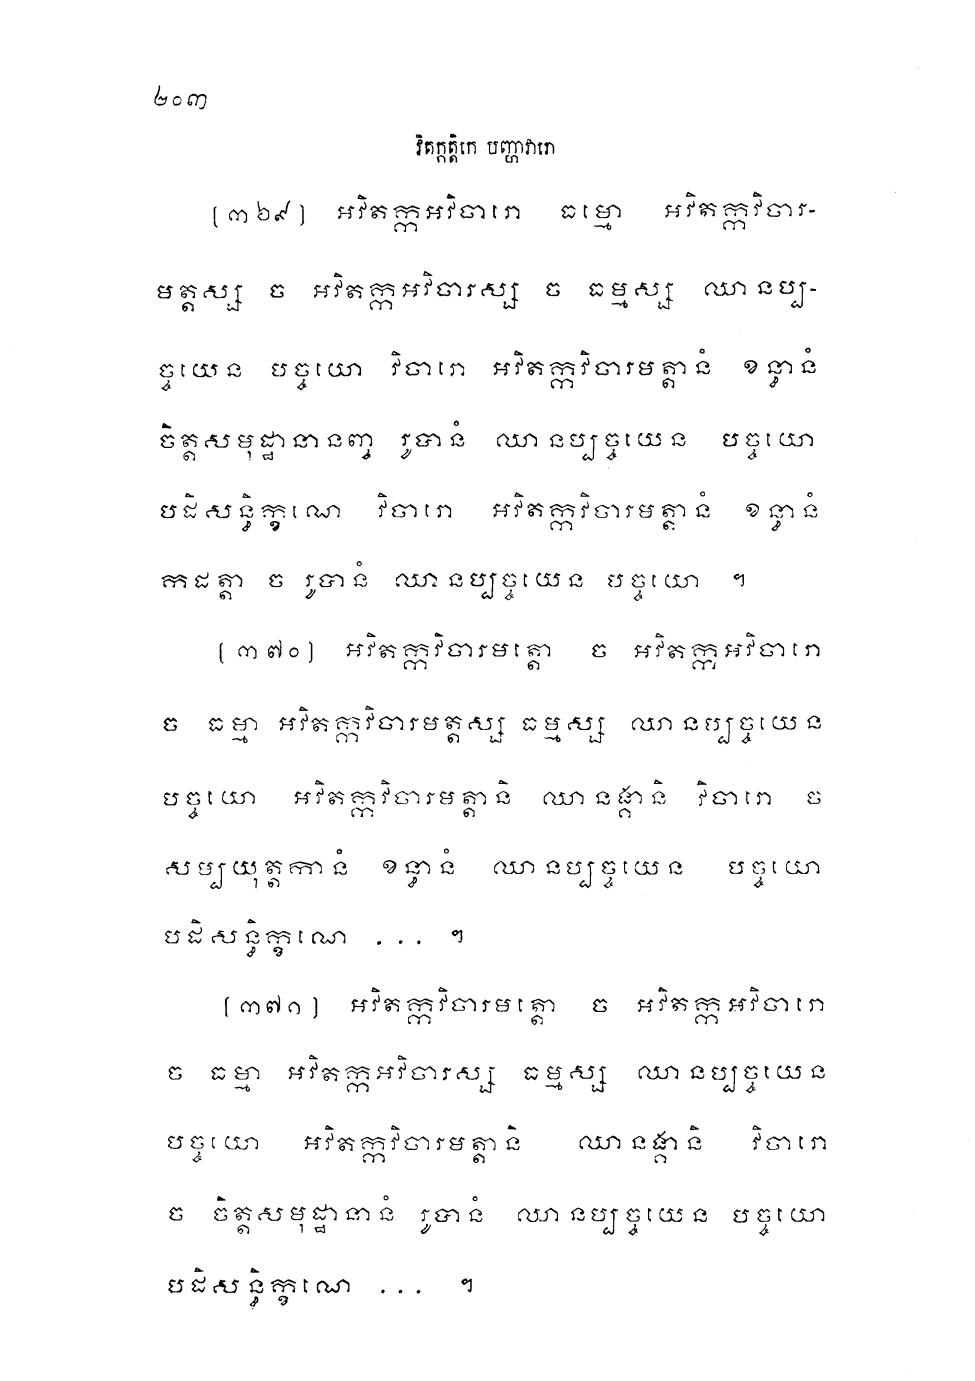 ២០៣
វិតក្កត្តិកេ បញ្ហាវារោ
(៣៦៩) អវិតក្កអវិចារោ ធម្មោ អវិតក្កវិចារ-
មត្តស្ស ច អវិតក្កអវិចារស្ស ច ធម្មស្ស ឈានប្ប-
ច្ចយេន បច្ចយោ វិចារោ អវិតក្កវិចារមត្តានំ ខន្ធានំ
ចិត្តសមុដ្ឋានានញ្ច រូបានំ ឈានប្បច្ចយេន បច្ចយោ
បដិសន្ធិក្ខណេ វិចារោ អវិតក្កវិចារមត្តានំ ខន្ធានំ
កដត្តា ច រូបានំ ឈានប្បច្ចយេន បច្ចយោ ។
(៣៧០) អវិតក្កវិចារមត្តោ ច អវិតក្កអវិចារោ
ច ធម្មា អវិតក្កវិចារមត្តស្ស ធម្មស្ស ឈានប្បច្ចយេន
បច្ចយោ អវិតក្កវិចារមត្តានិ ឈានង្គានិ វិចារោ ច
សម្បយុត្តកានំ ខន្ធានំ ឈានប្បច្ចយេន បច្ចយោ
បដិសន្ធិក្ខណេ ... ។
(៣៧១) អវិតក្កវិចារមត្តោ ច អវិតក្កអវិចារោ
ច ធម្មា អវិតក្កអវិចារស្ស ធម្មស្ស ឈានប្បច្ចយេន
បច្ចយោ អវិតក្កវិចារមត្តានិ ឈានង្គានិ វិចារោ
ច ចិត្តសមុដ្ឋានានំ រូបានំ ឈានប្បច្ចយេន បច្ចយោ
បដិសន្ធិក្ខណេ ... ។